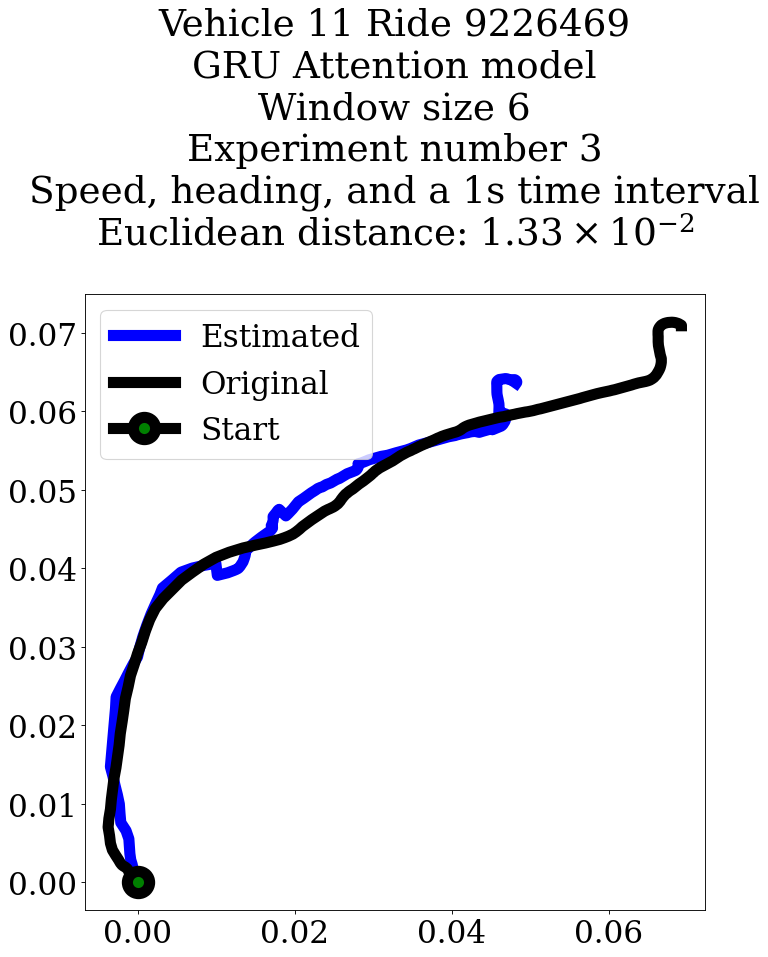 Vehicle 11 Ride 9226469
GRU Attention model
Window size 6
Experiment number 3
Speed, heading, and a 1s time interval
Euclidean distance: 1.33 × 10⁻²
Estimated
Original
Start
0.07
0.06
0.05
0.04
0.03
0.02
0.01
0.00
0.00 0.02 0.04 0.06